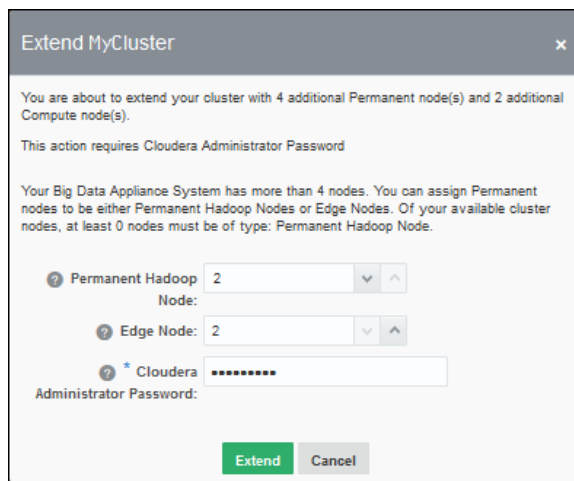 Extend MyCluster ×
You are about to extend your cluster with 4 additional Permanent node(s) and 2 additional
Compute node(s).
This action requires Cloudera Administrator Password
Your Big Data Appliance System has more than 4 nodes. You can assign Permanent
nodes to be either Permanent Hadoop Nodes or Edge Nodes. Of your available cluster
nodes, at least 0 nodes must be of type: Permanent Hadoop Node.
? Permanent Hadoop 2
Node:
? Edge Node: 2
? * Cloudera •••••••••
Administrator Password:
Extend Cancel